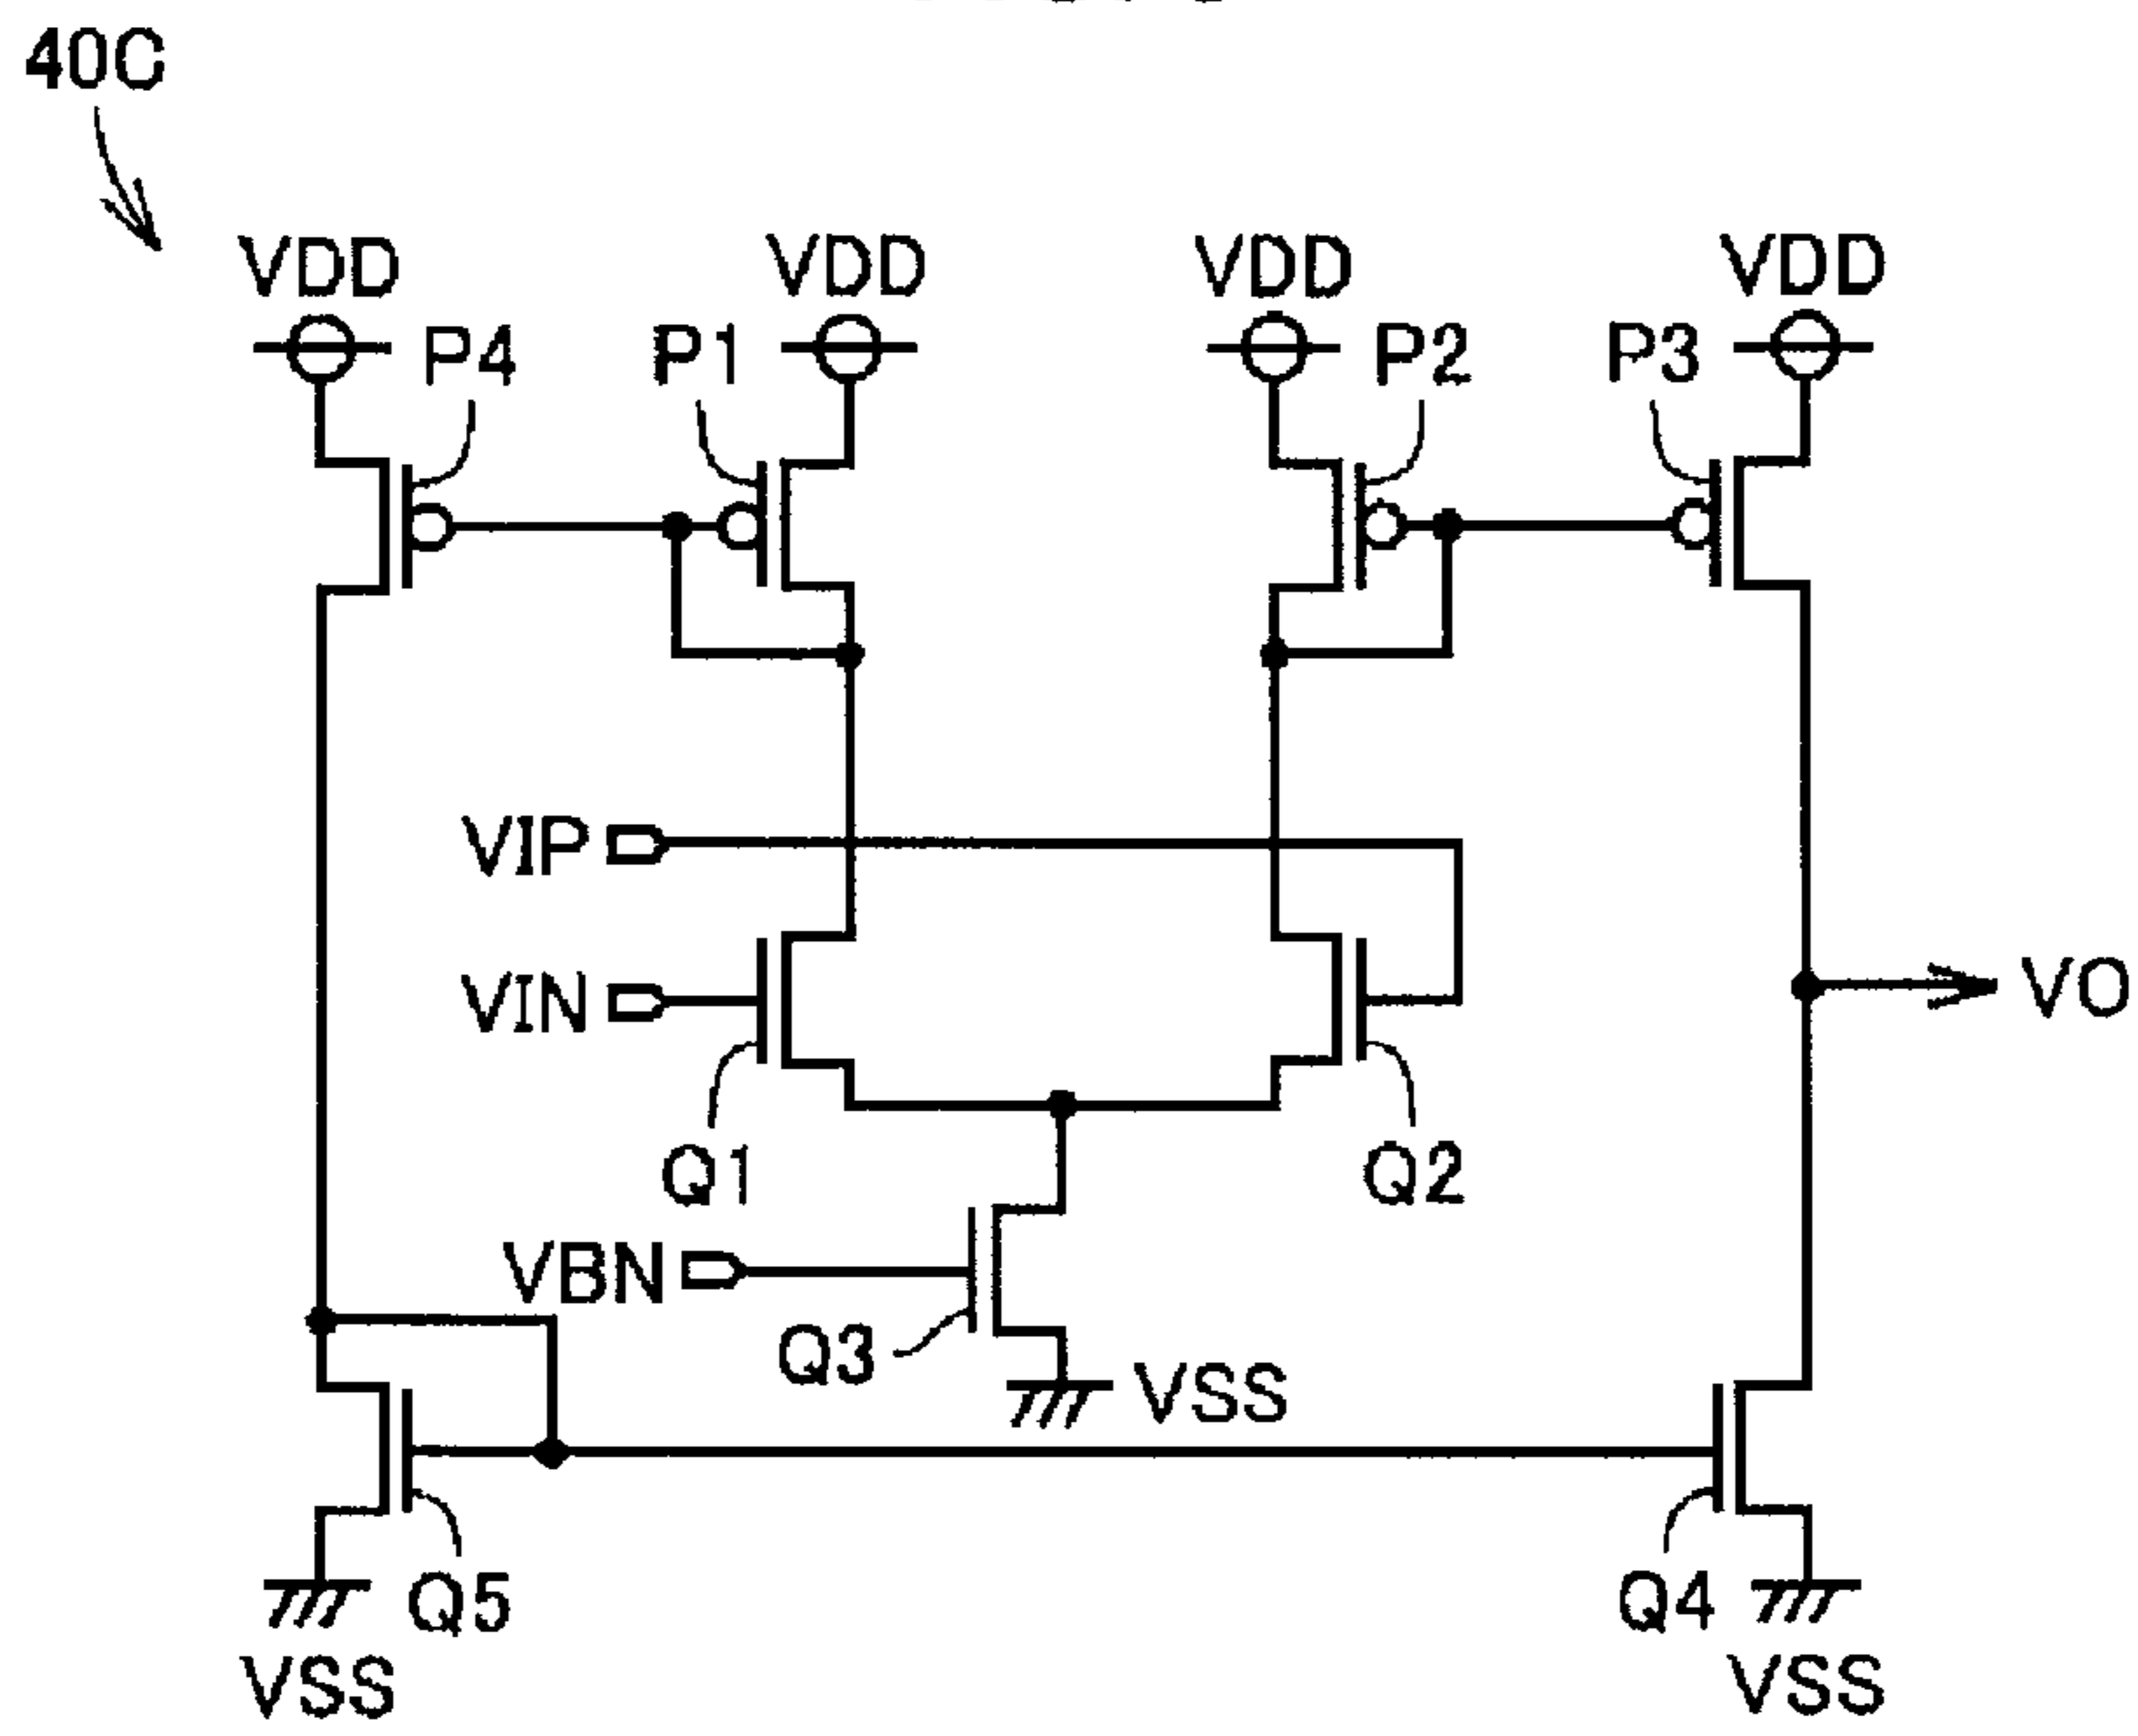 40C
VDD VDD VDD VDD
P4 P1 P2 P3
VIP
VIN
VO
Q1 Q2
VBN
Q3
VSS
Q5 Q4
VSS VSS